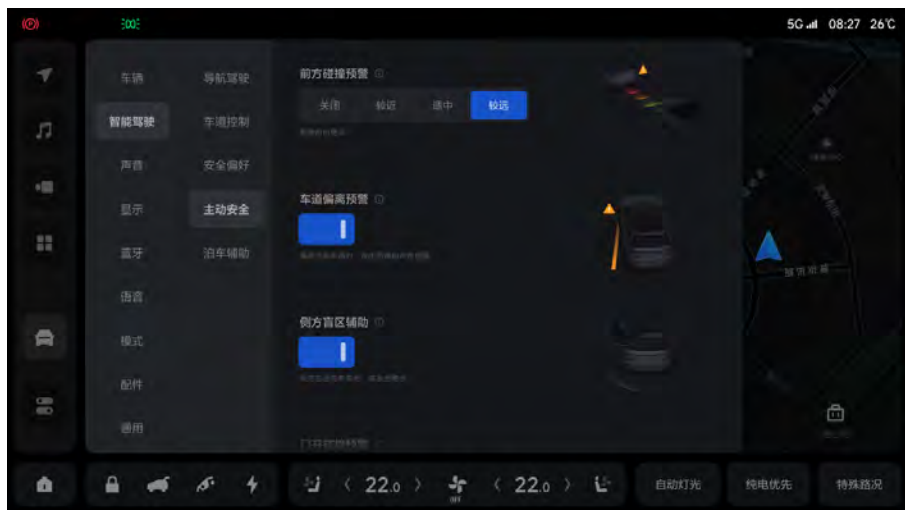 5G 08:27 26℃
车辆
智能驾驶
声音
显示
蓝牙
语言
模式
配件
通用
导航驾驶
车道控制
安全偏好
主动安全
泊车辅助
前方碰撞预警
关闭 较近 适中 较远
车道偏离预警
侧方盲区辅助
22.0
OFF
22.0
自动灯光
纯电优先
特殊路况